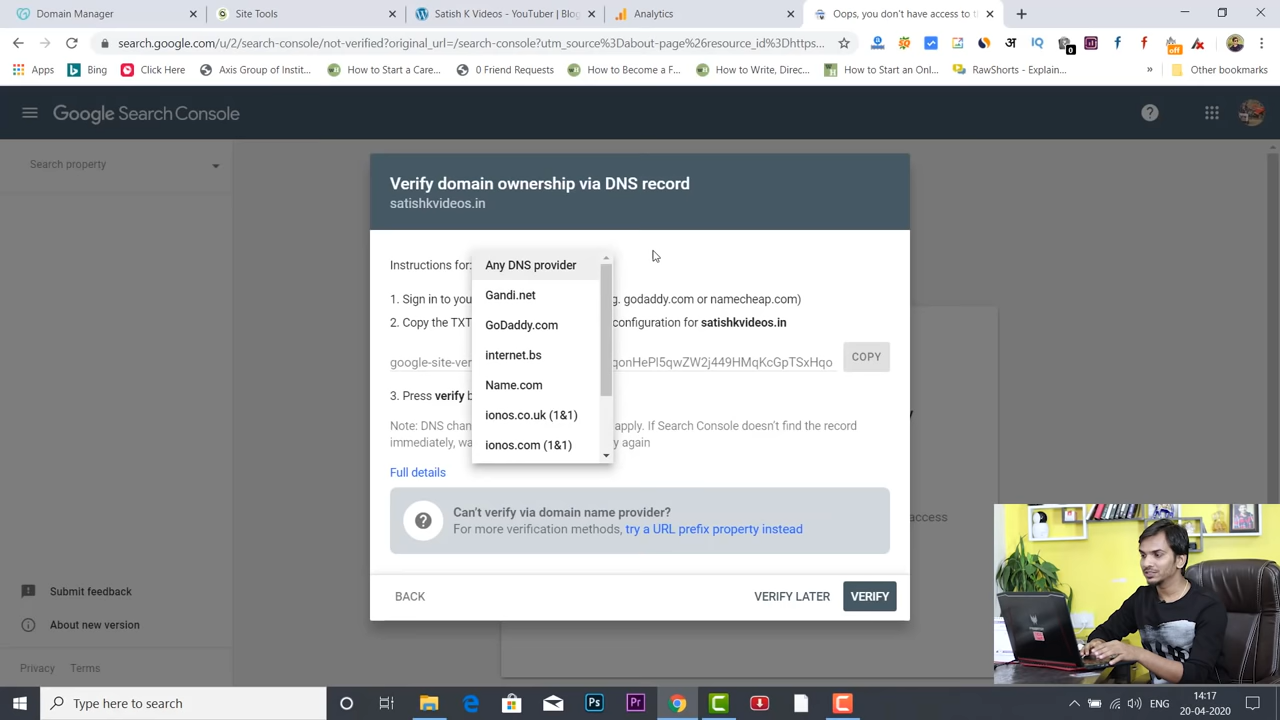 Domain Manager
Site Tools
Satish K Videos - YouTube | Blog
Analytics
Oops, you don't have access to t
search.google.com/u/2/search-console/not-verified?original_url=/search-console?utm_source%3Dabout-page%26resource_id%3Dhttps...
Apps
Bing
Click Here
Axis Group of Instit...
How to Start a Care...
0 Friend Requests
How to Become a F...
How to Write, Direc...
How to Start an Onl...
RawShorts - Explain...
Other bookmarks
Google Search Console
Search property
Verify domain ownership via DNS record
satishkvideos.in
Instructions for:
Any DNS provider
Gandi.net
GoDaddy.com
internet.bs
Name.com
ionos.co.uk (1&1)
ionos.com (1&1)
1. Sign in to you g. godaddy.com or namecheap.com)
2. Copy the TXT configuration for satishkvideos.in
google-site-ver qonHePI5qwZW2j449HMqKcGpTSxHqo
COPY
3. Press verify b
Note: DNS chan apply. If Search Console doesn't find the record
immediately, wa y again
Full details
Can't verify via domain name provider?
For more verification methods, try a URL prefix property instead
access
BACK
VERIFY LATER
VERIFY
Submit feedback
About new version
Privacy
Terms
Type here to search
ENG
14:17
20-04-2020